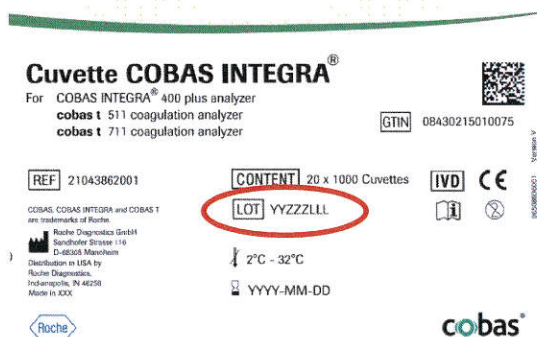 Cuvette COBAS INTEGRA®
For COBAS INTEGRA® 400 plus analyzer
cobas t 511 coagulation analyzer
cobas t 711 coagulation analyzer
GTIN 08430215010075
REF 21043862001
CONTENT 20 x 1000 Cuvettes
IVD CE
LOT YYZZZLLL
COBAS, COBAS INTEGRA and COBAS T
are trademarks of Roche.
Roche Diagnostics GmbH
Sandhofer Strasse 116
D-68305 Mannheim
Distribution in USA by
Roche Diagnostics,
Indianapolis, IN 46250
Made in XXX
2°C - 32°C
YYYY-MM-DD
Version A
Roche
cobas®